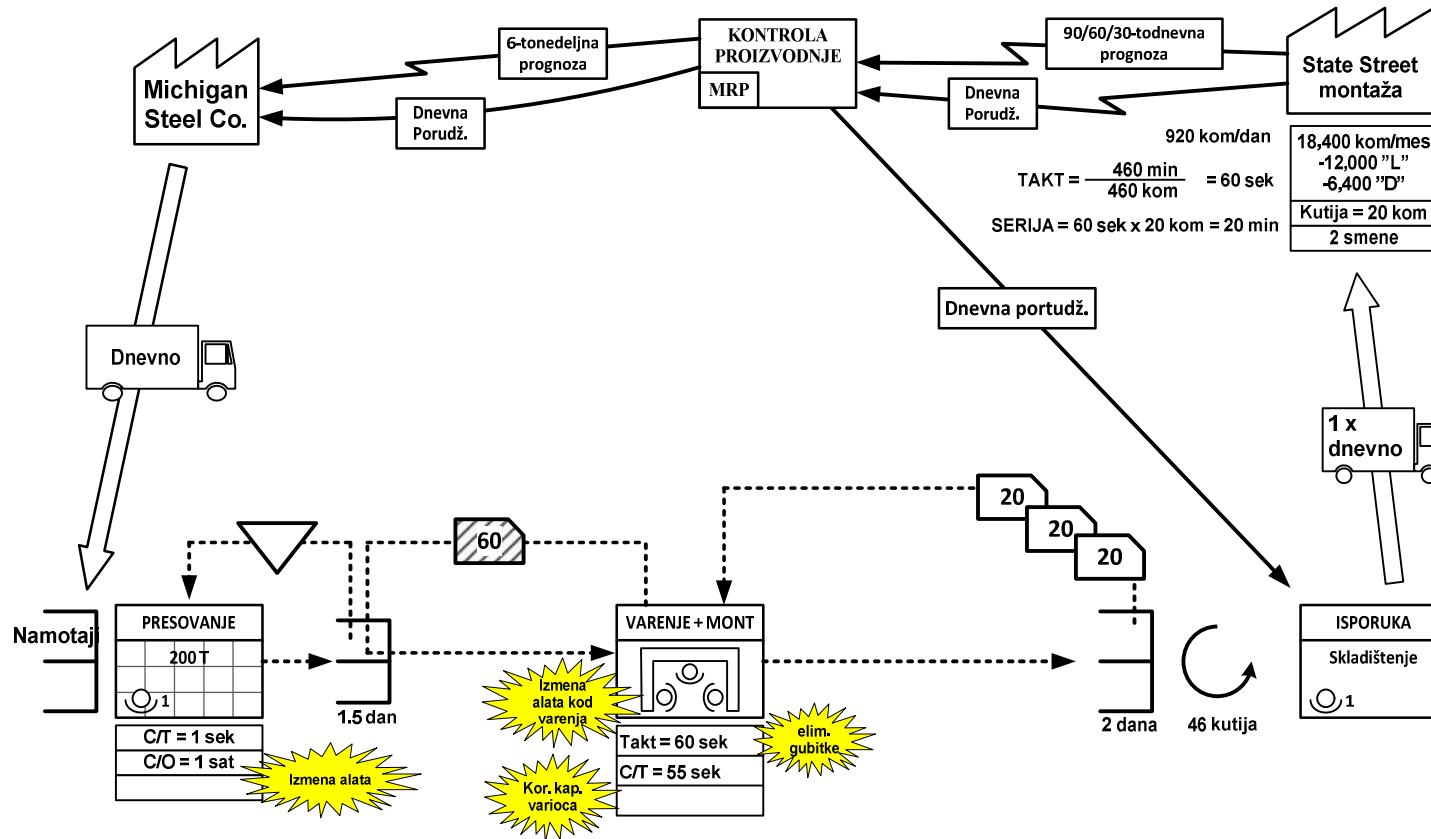 Michigan
Steel Co.
6-tonedeljna
prognoza
Dnevna
Porudž.
KONTROLA
PROIZVODNJE
MRP
90/60/30-todnevna
prognoza
Dnevna
Porudž.
State Street
montaža
920 kom/dan
TAKT = 460 min / 460 kom = 60 sek
SERIJA = 60 sek x 20 kom = 20 min
18,400 kom/mes
-12,000 "L"
-6,400 ”D”
Kutija = 20 kom
2 smene
Dnevno
Dnevna portudž.
1 x
dnevno
60
20
20
20
Namotaji
PRESOVANJE
200 T
1
C/T = 1 sek
C/O = 1 sat
Izmena alata
1.5 dan
VARENJE + MONT
Izmena
alata kod
varenja
Takt = 60 sek
C/T = 55 sek
elim.
gubitke
Kor. kap.
varioca
2 dana
46 kutija
ISPORUKA
Skladištenje
1